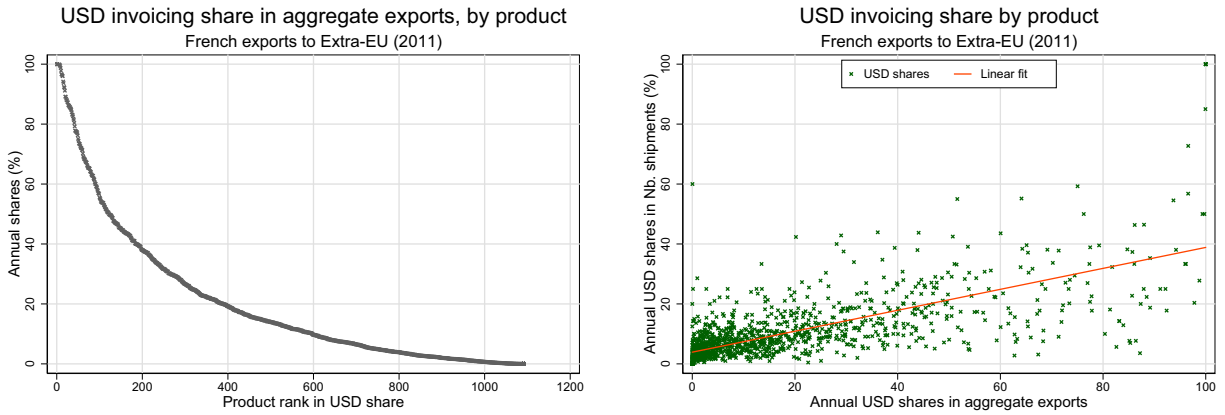 USD invoicing share in aggregate exports, by product
French exports to Extra-EU (2011)
Annual shares (%)
100
80
60
40
20
0
0 200 400 600 800 1000 1200
Product rank in USD share
USD invoicing share by product
French exports to Extra-EU (2011)
USD shares Linear fit
Annual USD shares in Nb. shipments (%)
100
80
60
40
20
0
0 20 40 60 80 100
Annual USD shares in aggregate exports